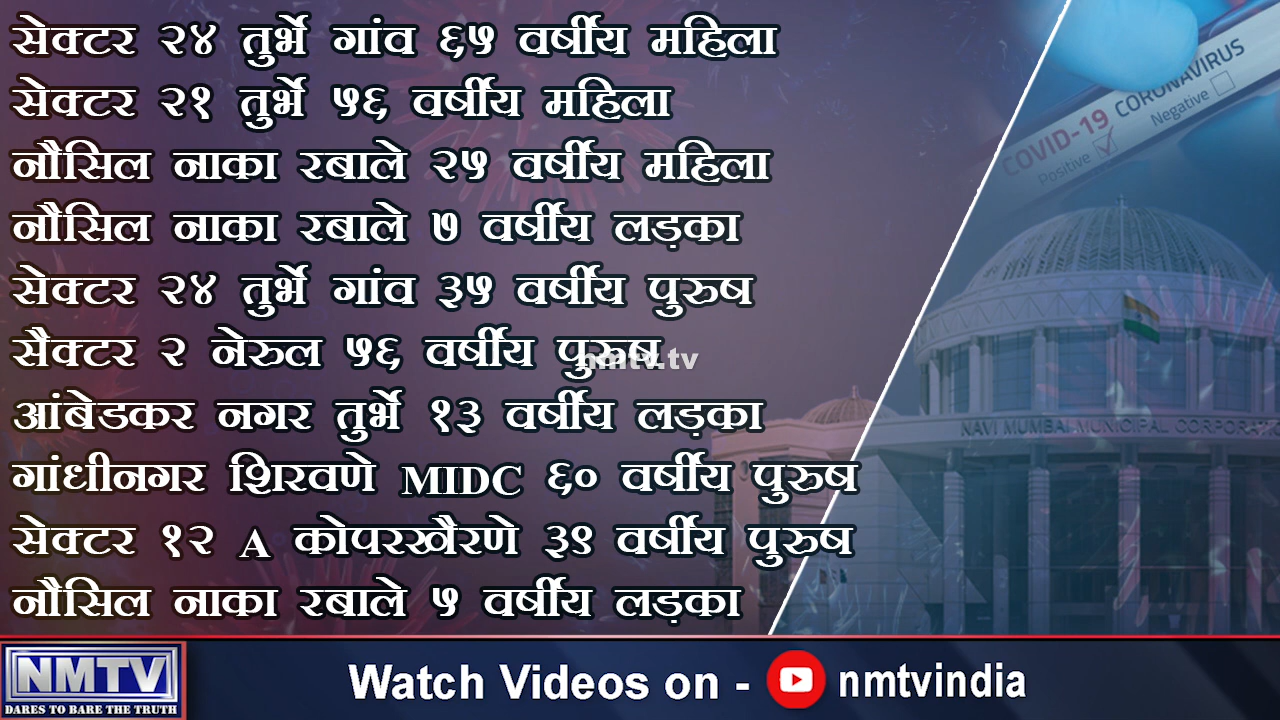 सेक्टर २४ तुर्भे गांव ६५ वर्षीय महिला
सेक्टर २१ तुर्भे ५६ वर्षीय महिला
नौसिल नाका रबाले २५ वर्षीय महिला
नौसिल नाका रबाले ७ वर्षीय लड़का
सेक्टर २४ तुर्भे गांव ३५ वर्षीय पुरुष
सैक्टर २ नेरुल ५६ वर्षीय पुरुष
nmtv.tv
आंबेडकर नगर तुर्भे १३ वर्षीय लड़का
गांधीनगर शिरवणे MIDC ६० वर्षीय पुरुष
सेक्टर १२ A कोपरखैरणे ३९ वर्षीय पुरुष
नौसिल नाका रबाले ५ वर्षीय लड़का
COVID-19 CORONAVIRUS
Positive Negative
NAVI MUMBAI MUNICIPAL CORPORAT
NMTV
DARES TO BARE THE TRUTH
Watch Videos on - nmtvindia